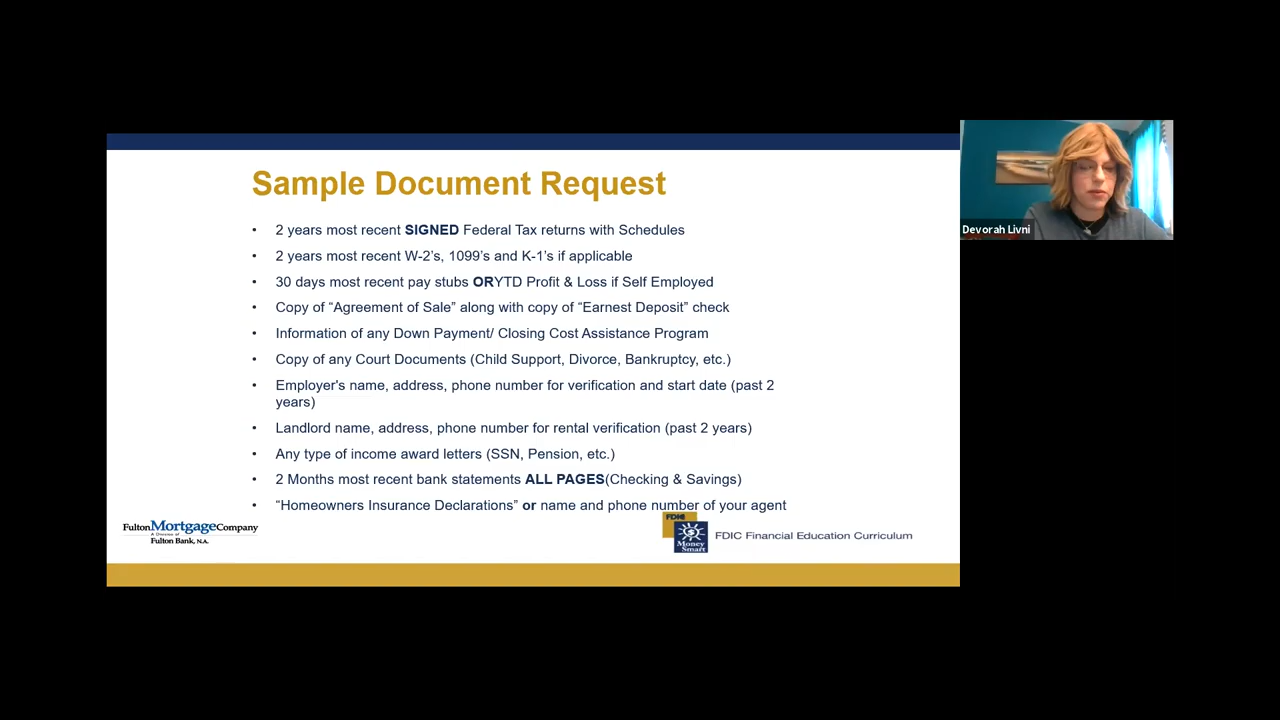 Sample Document Request
• 2 years most recent SIGNED Federal Tax returns with Schedules
• 2 years most recent W-2's, 1099's and K-1's if applicable
• 30 days most recent pay stubs ORYTD Profit & Loss if Self Employed
• Copy of “Agreement of Sale” along with copy of “Earnest Deposit” check
• Information of any Down Payment/ Closing Cost Assistance Program
• Copy of any Court Documents (Child Support, Divorce, Bankruptcy, etc.)
• Employer's name, address, phone number for verification and start date (past 2
years)
• Landlord name, address, phone number for rental verification (past 2 years)
• Any type of income award letters (SSN, Pension, etc.)
• 2 Months most recent bank statements ALL PAGES(Checking & Savings)
• “Homeowners Insurance Declarations” or name and phone number of your agent
Fulton Mortgage Company
A Division of
Fulton Bank, N.A.
FDIC
Money
Smart
FDIC Financial Education Curriculum
Devorah Livni